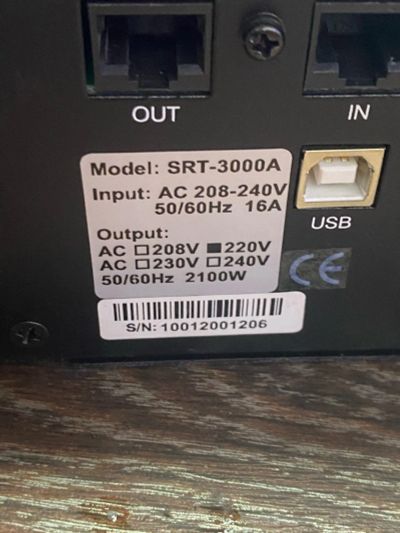 OUT
IN
Model: SRT-3000A
Input: AC 208-240V
50/60Hz 16A
Output:
AC ☐208V ■220V
AC ☐230V ☐240V
50/60Hz 2100W
USB
CE
S/N: 10012001206